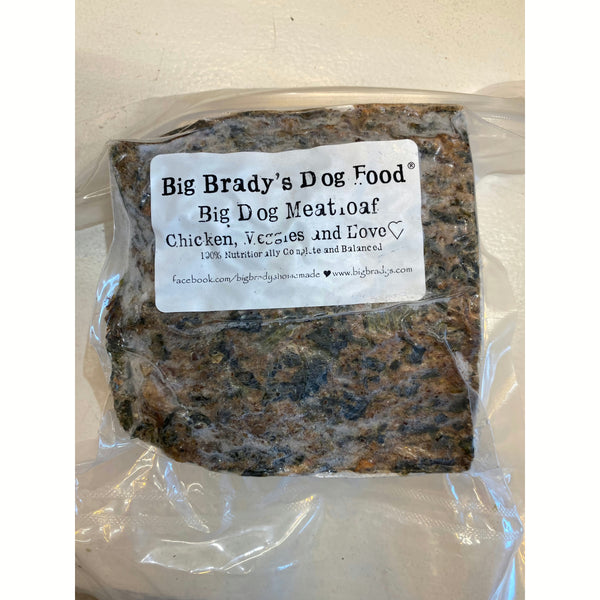 Big Brady's Dog Food®
Big Dog Meatloaf
Chicken, Veggies and Love♡
100% Nutritionally Complete and Balanced
facebook.com/bigbradyshomemade ♥ www.bigbradys.com